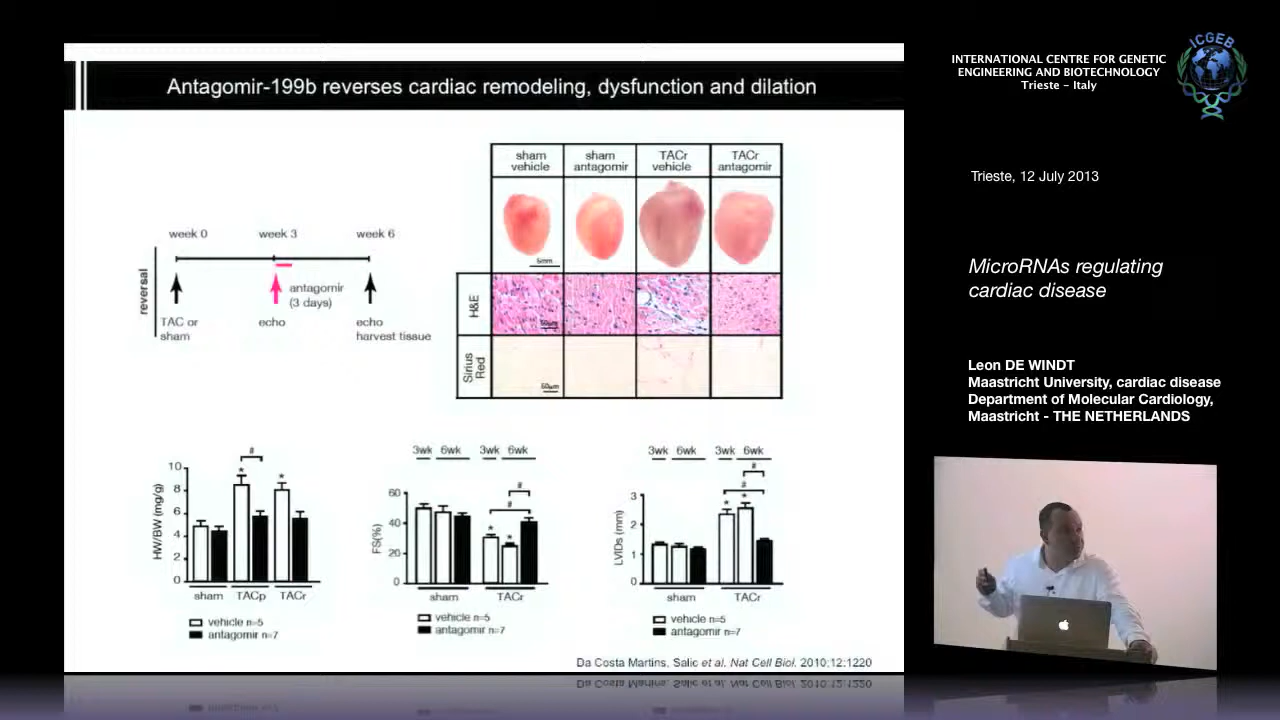 Antagomir-199b reverses cardiac remodeling, dysfunction and dilation
reversal
week 0
week 3
week 6
antagomir
(3 days)
TAC or
sham
echo
echo
harvest tissue
sham
vehicle
sham
antagomir
TACr
vehicle
TACr
antagomir
5mm
H&E
50µm
Sirius
Red
50µm
HW/BW (mg/g)
10
8
6
4
2
0
*
#
*
sham
TACp
TACr
vehicle n=5
antagomir n=7
3wk
6wk
3wk
6wk
FS(%)
60
40
20
0
*
*
#
#
sham
TACr
vehicle n=5
antagomir n=7
3wk
6wk
3wk
6wk
LVIDs (mm)
3
2
1
0
*
*
#
#
sham
TACr
vehicle n=5
antagomir n=7
Da Costa Martins, Salic et al. Nat Cell Biol. 2010;12:1220
INTERNATIONAL CENTRE FOR GENETIC
ENGINEERING AND BIOTECHNOLOGY
Trieste - Italy
ICGEB
Trieste, 12 July 2013
MicroRNAs regulating
cardiac disease
Leon DE WINDT
Maastricht University, cardiac disease
Department of Molecular Cardiology,
Maastricht - THE NETHERLANDS